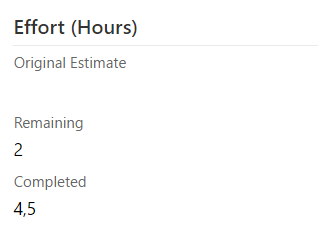 Effort (Hours)
Original Estimate
Remaining
2
Completed
4,5